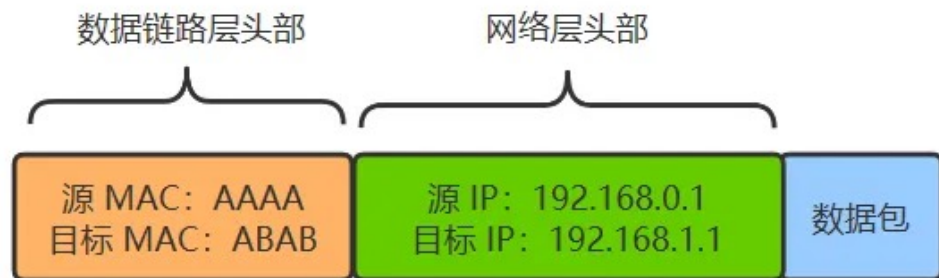 数据链路层头部
网络层头部
源 MAC：AAAA
目标 MAC：ABAB
源 IP：192.168.0.1
目标 IP：192.168.1.1
数据包